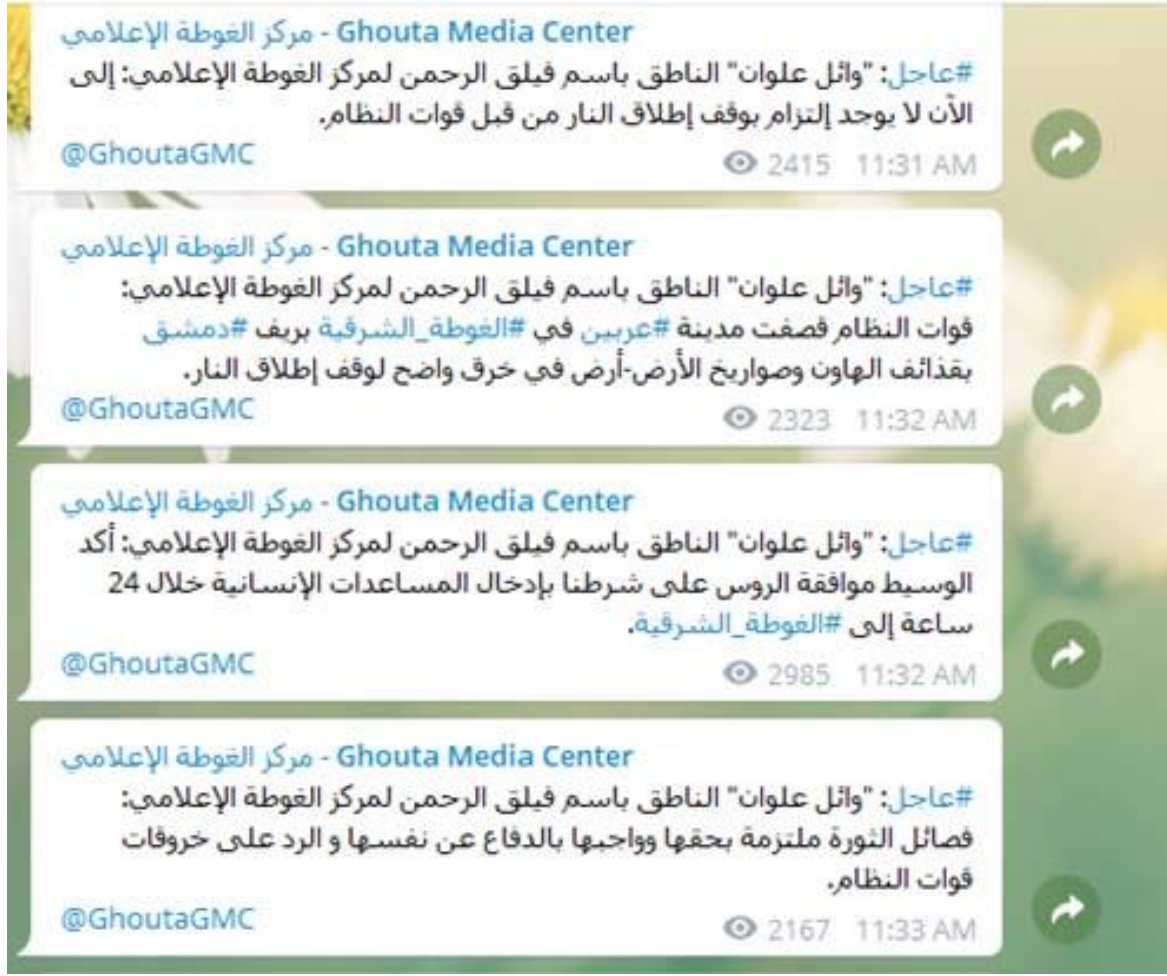 Ghouta Media Center - مركز الغوطة الإعلامي
#عاجل: "وائل علوان" الناطق باسم فيلق الرحمن لمركز الغوطة الإعلامي: إلى
الآن لا يوجد إلتزام بوقف إطلاق النار من قبل قوات النظام.
@GhoutaGMC
2415 11:31 AM
Ghouta Media Center - مركز الغوطة الإعلامي
#عاجل: "وائل علوان" الناطق باسم فيلق الرحمن لمركز الغوطة الإعلامي:
قوات النظام قصفت مدينة #عربين في #الغوطة_الشرقية بريف #دمشق
بقذائف الهاون وصواريخ الأرض-أرض في خرق واضح لوقف إطلاق النار.
@GhoutaGMC
2323 11:32 AM
Ghouta Media Center - مركز الغوطة الإعلامي
#عاجل: "وائل علوان" الناطق باسم فيلق الرحمن لمركز الغوطة الإعلامي: أكد
الوسيط موافقة الروس على شرطنا بإدخال المساعدات الإنسانية خلال 24
ساعة إلى #الغوطة_الشرقية.
@GhoutaGMC
2985 11:32 AM
Ghouta Media Center - مركز الغوطة الإعلامي
#عاجل: "وائل علوان" الناطق باسم فيلق الرحمن لمركز الغوطة الإعلامي:
فصائل الثورة ملتزمة بحقها وواجبها بالدفاع عن نفسها و الرد على خروقات
قوات النظام.
@GhoutaGMC
2167 11:33 AM